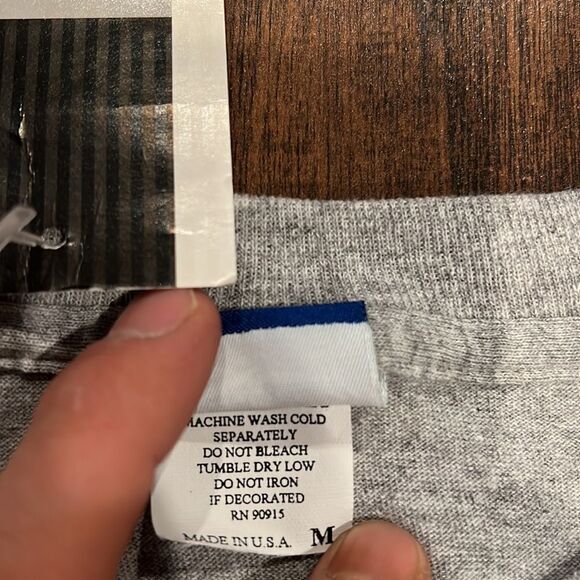 MACHINE WASH COLD
SEPARATELY
DO NOT BLEACH
TUMBLE DRY LOW
DO NOT IRON
IF DECORATED
RN 90915
MADE IN U.S.A. M